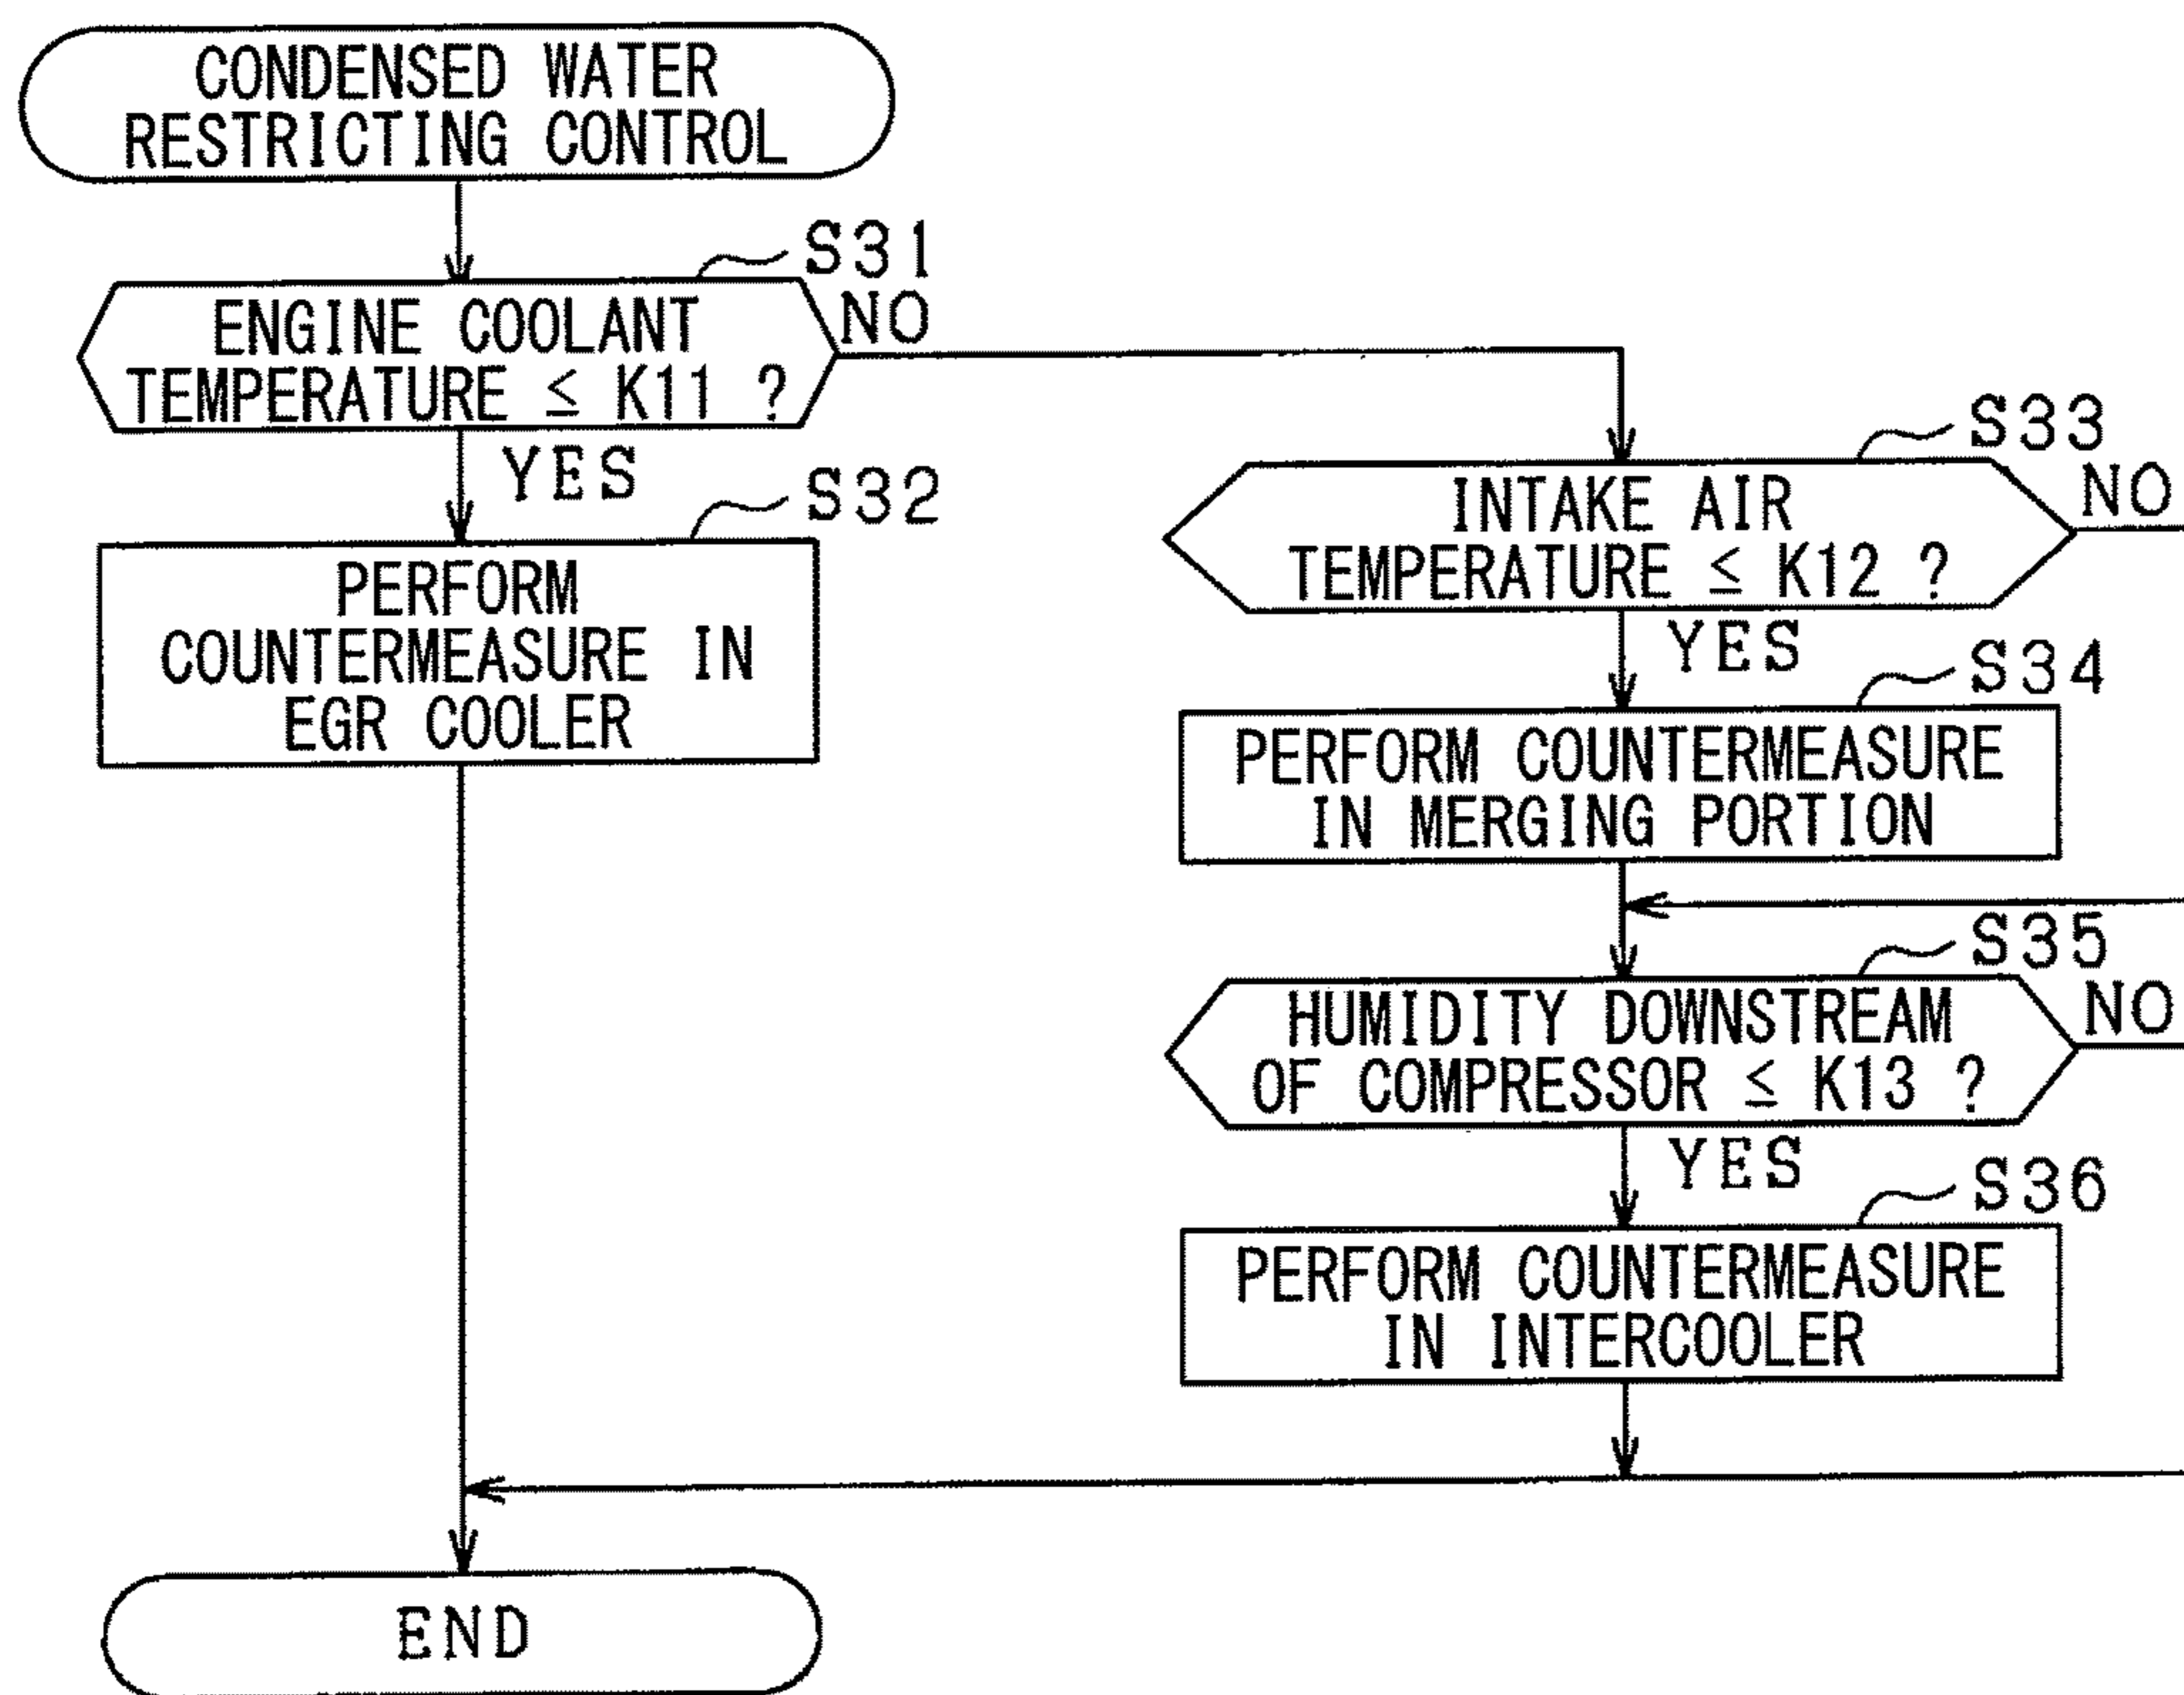 CONDENSED WATER
RESTRICTING CONTROL
S31
ENGINE COOLANT
TEMPERATURE ≤ K11 ?
NO
YES
S32
PERFORM
COUNTERMEASURE IN
EGR COOLER
S33
INTAKE AIR
TEMPERATURE ≤ K12 ?
NO
YES
S34
PERFORM COUNTERMEASURE
IN MERGING PORTION
S35
HUMIDITY DOWNSTREAM
OF COMPRESSOR ≤ K13 ?
NO
YES
S36
PERFORM COUNTERMEASURE
IN INTERCOOLER
END